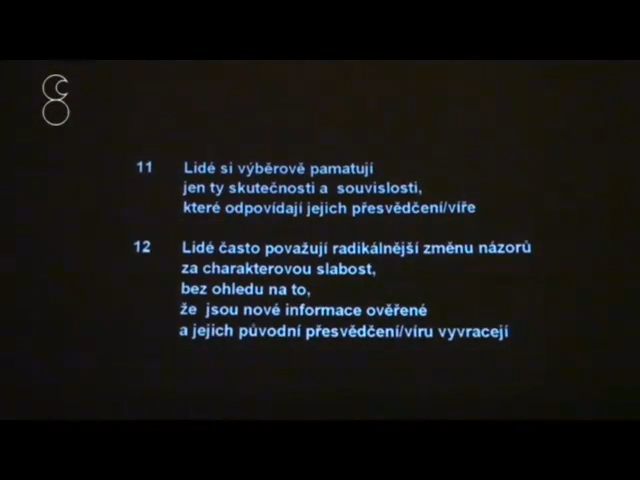 11 Lidé si výběrově pamatují
jen ty skutečnosti a souvislosti,
které odpovídají jejich přesvědčení/víře
12 Lidé často považují radikálnější změnu názorů
za charakterovou slabost,
bez ohledu na to,
že jsou nové informace ověřené
a jejich původní přesvědčení/víru vyvracejí